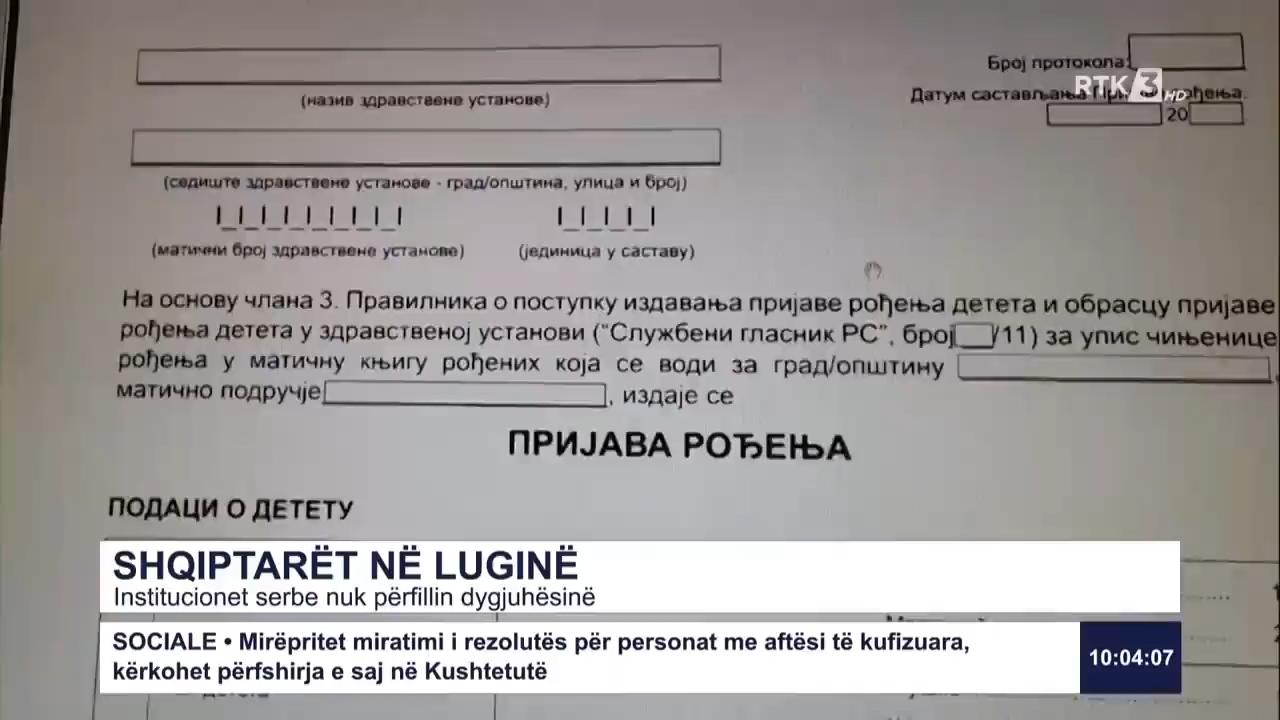 Број протокола:
RTK 3 HD
(назив здравствене установе)
Датум састављања
рођења:
20
(седиште здравствене установе - град/општина, улица и број)
(матични број здравствене установе) (јединица у саставу)
На основу члана 3. Правилника о поступку издавања пријаве рођења детета и обрасцу пријаве
рођења детета у здравственој установи (“Службени гласник РС”, број /11) за упис чињенице
рођења у матичну књигу рођених која се води за град/општину
матично подручје , издаје се
ПРИЈАВА РОЂЕЊА
ПОДАЦИ О ДЕТЕТУ
SHQIPTARËT NË LUGINË
Institucionet serbe nuk përfillin dygjuhësinë
SOCIALE • Mirëpritet miratimi i rezolutës për personat me aftësi të kufizuara,
kërkohet përfshirja e saj në Kushtetutë
10:04:07